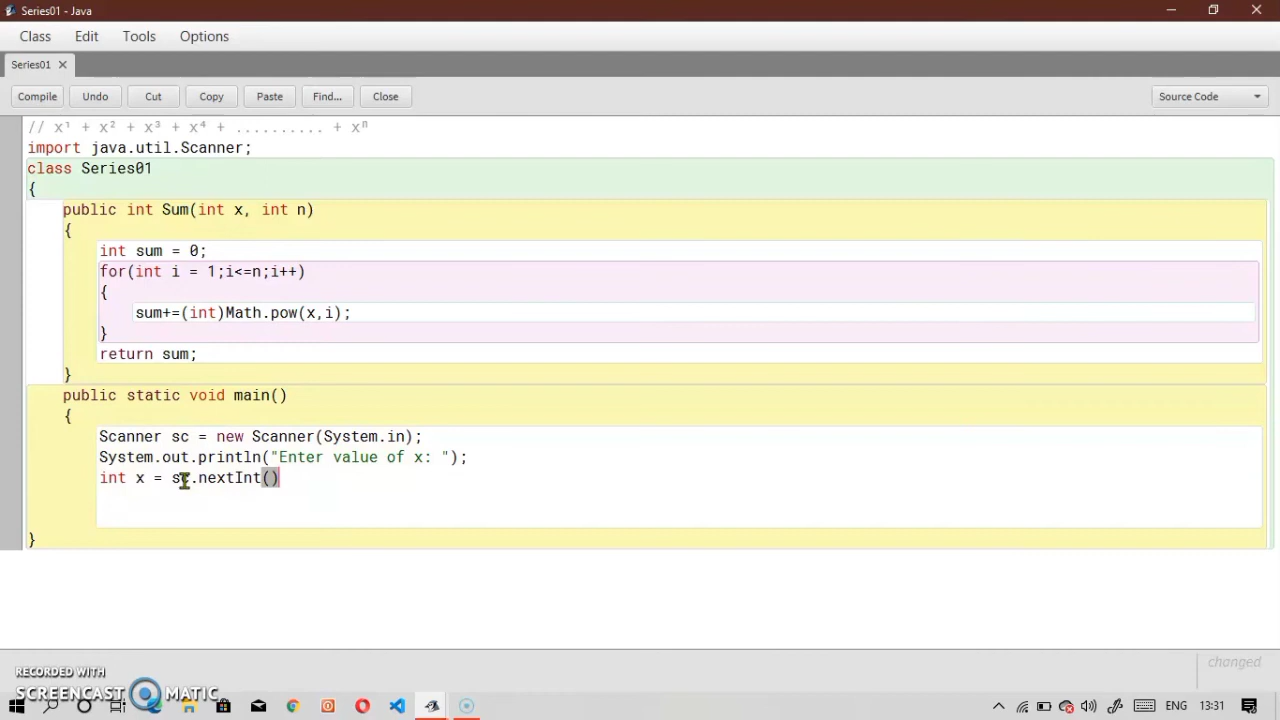 Series01 - Java
Class Edit Tools Options
Series01
Compile Undo Cut Copy Paste Find... Close Source Code
// x¹ + x² + x³ + x⁴ + .......... + xⁿ
import java.util.Scanner;
class Series01
{
public int Sum(int x, int n)
{
int sum = 0;
for(int i = 1;i<=n;i++)
{
sum+=(int)Math.pow(x,i);
}
return sum;
}
public static void main()
{
Scanner sc = new Scanner(System.in);
System.out.println("Enter value of x: ");
int x = sc.nextInt()
}
changed
RECORDED WITH
SCREENCAST MATIC
ENG 13:31